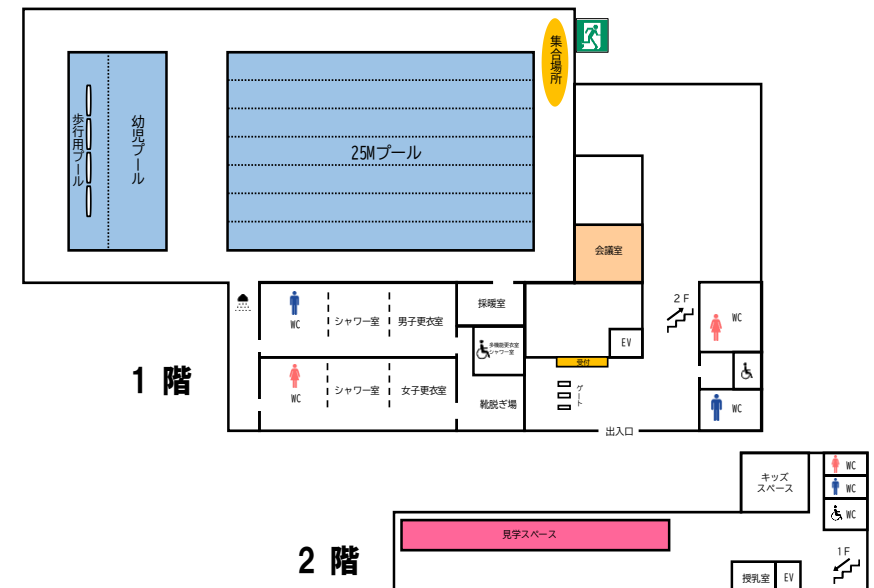 集合場所
歩行用プール
幼児プール
25Mプール
会議室
WC
シャワー室
男子更衣室
採暖室
2F
WC
EV
多機能更衣室
シャワー室
受付
WC
シャワー室
女子更衣室
靴脱ぎ場
ゲート
WC
出入口
1階
キッズ
スペース
WC
WC
WC
見学スペース
2階
1F
授乳室
EV